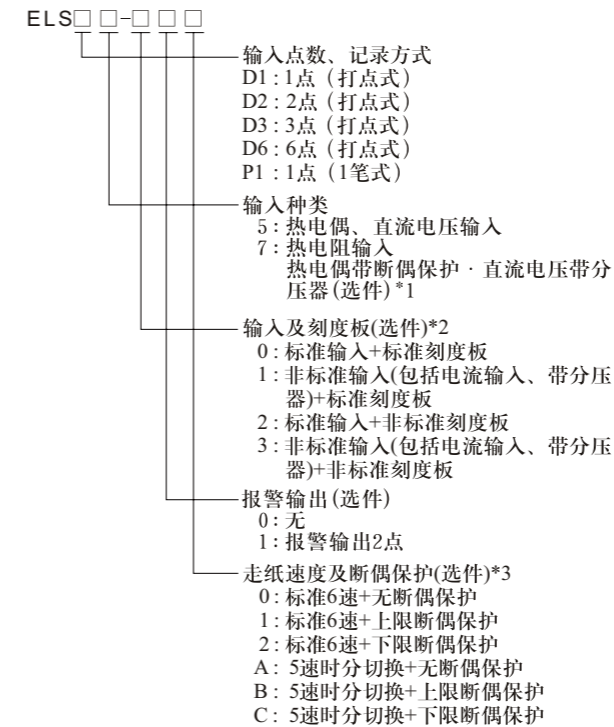 ELS□ □-□ □ □
输入点数、记录方式
D1 : 1点（打点式）
D2 : 2点（打点式）
D3 : 3点（打点式）
D6 : 6点（打点式）
P1 : 1点（1笔式）
输入种类
5 : 热电偶、直流电压输入
7 : 热电阻输入
热电偶带断偶保护 · 直流电压带分
压器(选件) *1
输入及刻度板(选件)*2
0 : 标准输入+标准刻度板
1 : 非标准输入(包括电流输入、带分压
器)+标准刻度板
2 : 标准输入+非标准刻度板
3 : 非标准输入(包括电流输入、带分压
器)+非标准刻度板
报警输出(选件)
0 : 无
1 : 报警输出2点
走纸速度及断偶保护(选件)*3
0 : 标准6速+无断偶保护
1 : 标准6速+上限断偶保护
2 : 标准6速+下限断偶保护
A : 5速时分切换+无断偶保护
B : 5速时分切换+上限断偶保护
C : 5速时分切换+下限断偶保护